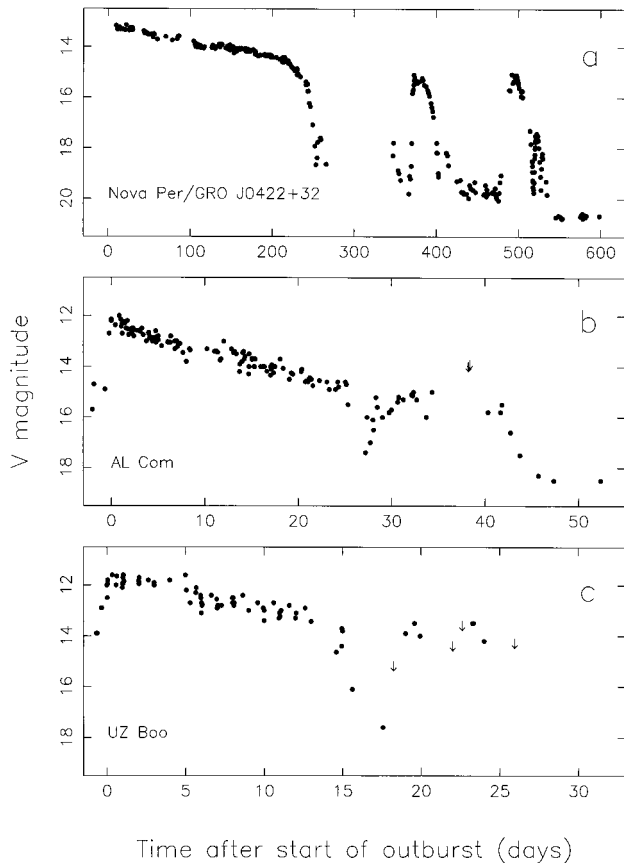 a
14
16
18
20
Nova Per/GRO J0422+32
0 100 200 300 400 500 600
V magnitude
b
12
14
16
18
AL Com
0 10 20 30 40 50
c
12
14
16
18
UZ Boo
0 5 10 15 20 25 30
Time after start of outburst (days)